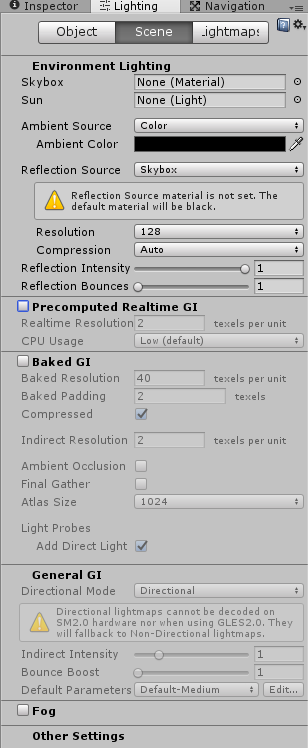 Inspector Lighting Navigation
Object Scene Lightmaps
Environment Lighting
Skybox None (Material)
Sun None (Light)
Ambient Source Color
Ambient Color
Reflection Source Skybox
Reflection Source material is not set. The
default material will be black.
Resolution 128
Compression Auto
Reflection Intensity 1
Reflection Bounces 1
Precomputed Realtime GI
Realtime Resolution 2 texels per unit
CPU Usage Low (default)
Baked GI
Baked Resolution 40 texels per unit
Baked Padding 2 texels
Compressed
Indirect Resolution 2 texels per unit
Ambient Occlusion
Final Gather
Atlas Size 1024
Light Probes
Add Direct Light
General GI
Directional Mode Directional
Directional lightmaps cannot be decoded on
SM2.0 hardware nor when using GLES2.0. They
will fallback to Non-Directional lightmaps.
Indirect Intensity 1
Bounce Boost 1
Default Parameters Default-Medium Edit...
Fog
Other Settings